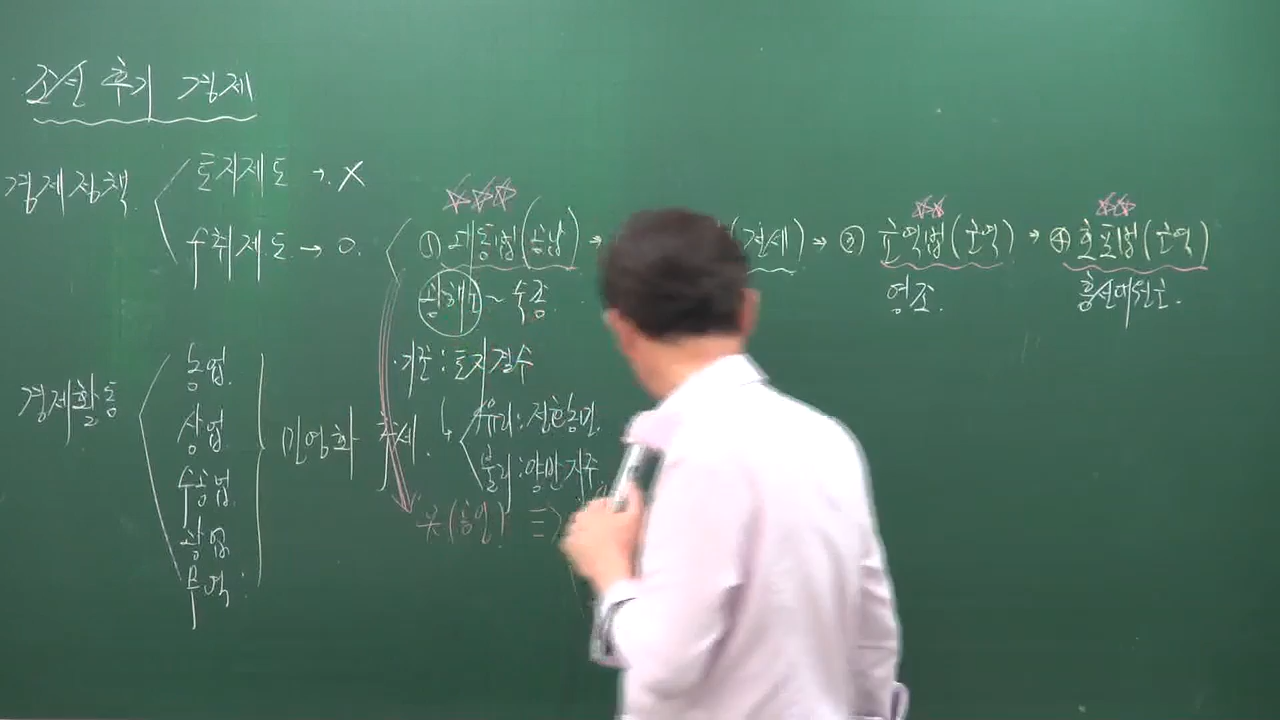 조선 후기 경제
경제정책
토지제도 → X
수취제도 → O.
① 대동법(공납) →
(전세) → ③ 균역법(군역) → ④ 호포법(군역)
광해군 ~ 숙종
영조.
흥선대원군.
· 기준 : 토지결수
유리 : 전호농민
불리 : 양반지주
경제활동
농업.
상업
수공업.
광업
무역
민영화 추세.